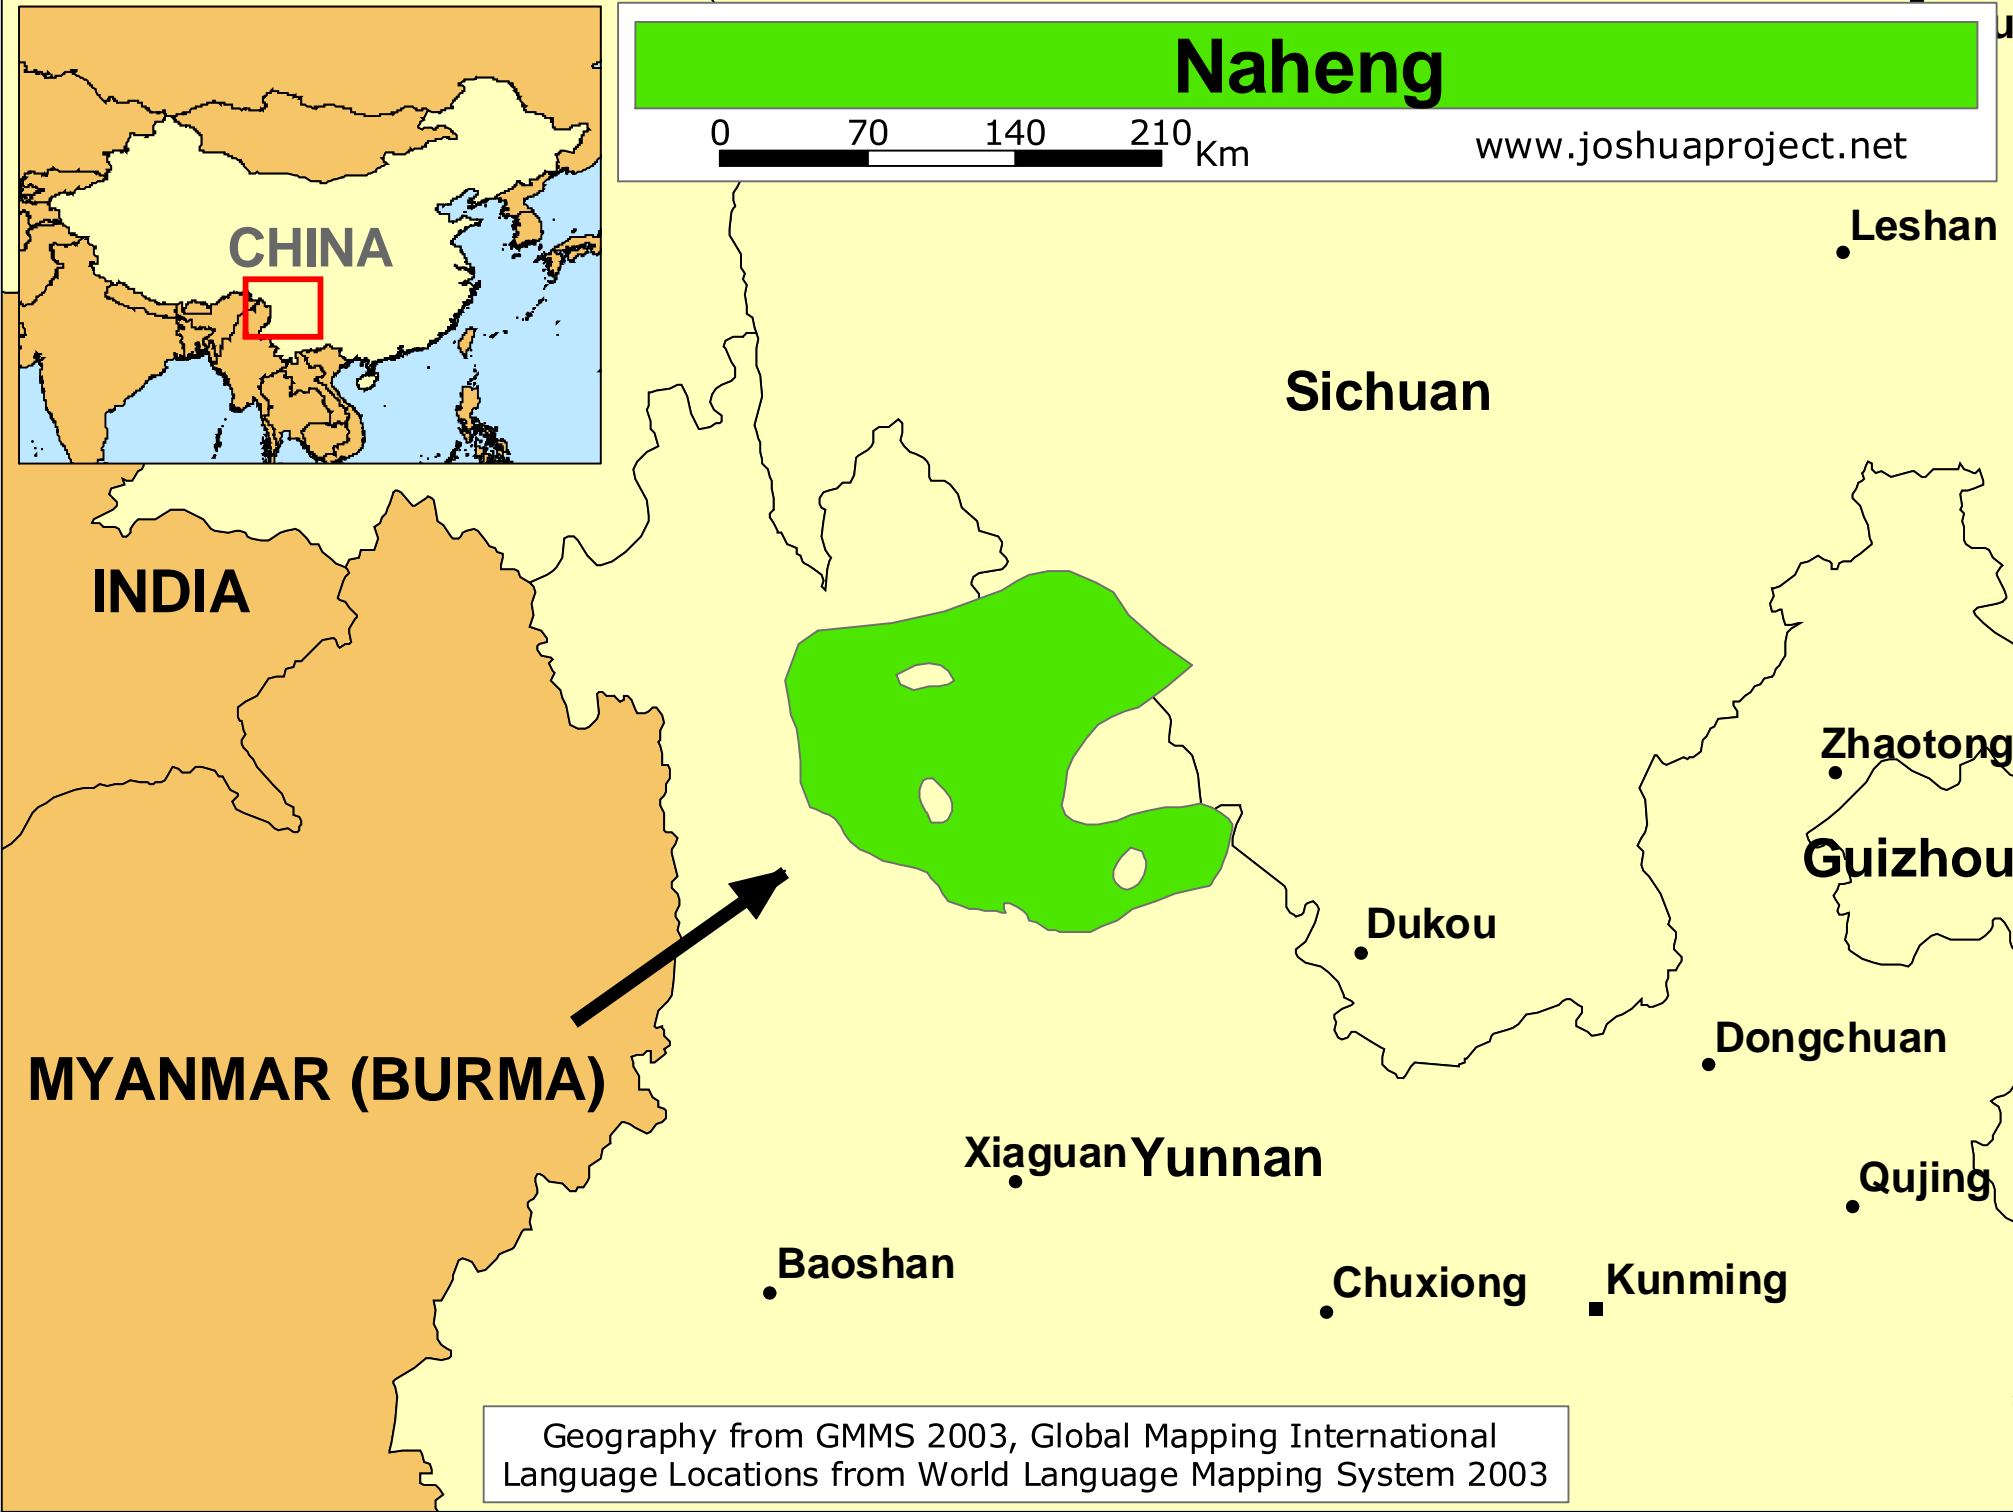 Naheng
0 70 140 210 Km
www.joshuaproject.net
CHINA
Leshan
Sichuan
INDIA
Zhaotong
Guizhou
Dukou
Dongchuan
MYANMAR (BURMA)
Xiaguan Yunnan
Qujing
Baoshan
Chuxiong
Kunming
Geography from GMMS 2003, Global Mapping International
Language Locations from World Language Mapping System 2003